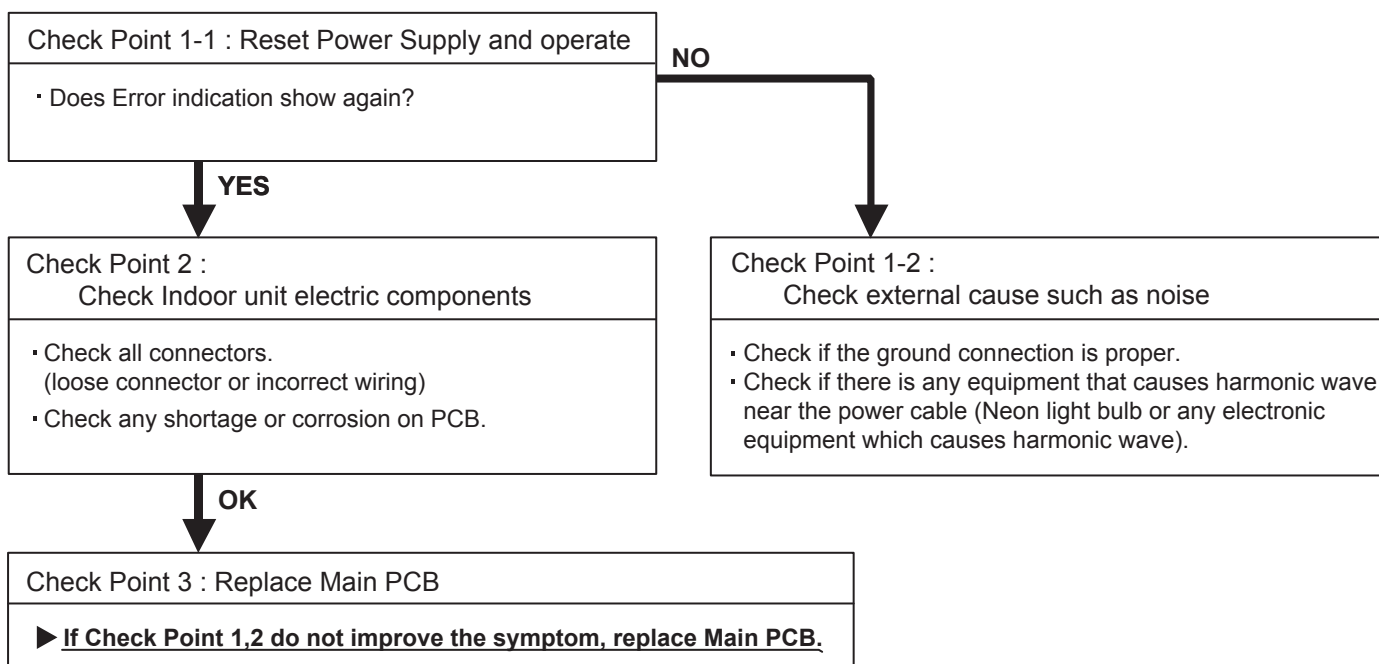 Check Point 1-1 : Reset Power Supply and operate
▪ Does Error indication show again?
NO
YES
Check Point 2 :
Check Indoor unit electric components
▪ Check all connectors.
(loose connector or incorrect wiring)
▪ Check any shortage or corrosion on PCB.
Check Point 1-2 :
Check external cause such as noise
▪ Check if the ground connection is proper.
▪ Check if there is any equipment that causes harmonic wave
near the power cable (Neon light bulb or any electronic
equipment which causes harmonic wave).
OK
Check Point 3 : Replace Main PCB
▶ If Check Point 1,2 do not improve the symptom, replace Main PCB.